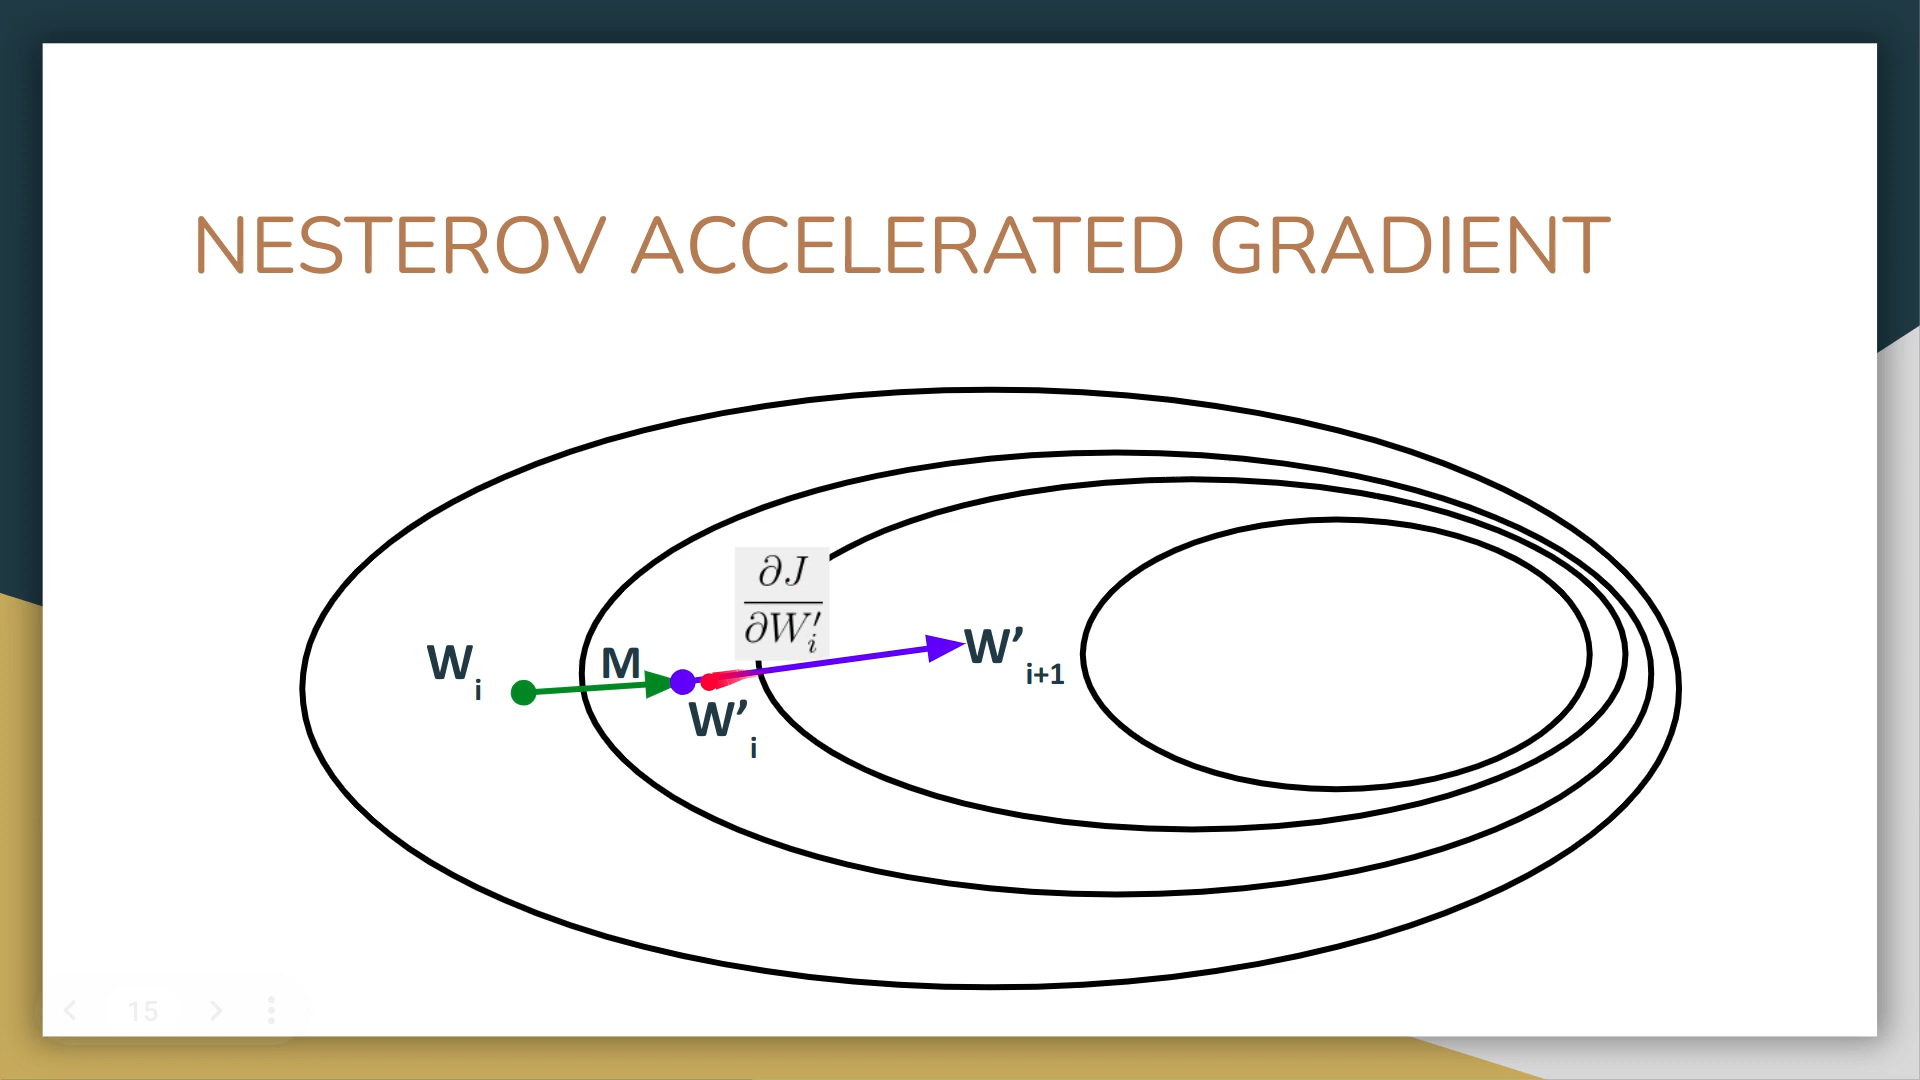 NESTEROV ACCELERATED GRADIENT
∂J
∂W′ᵢ
W’ᵢ₊₁
Wᵢ
M
W’ᵢ
15